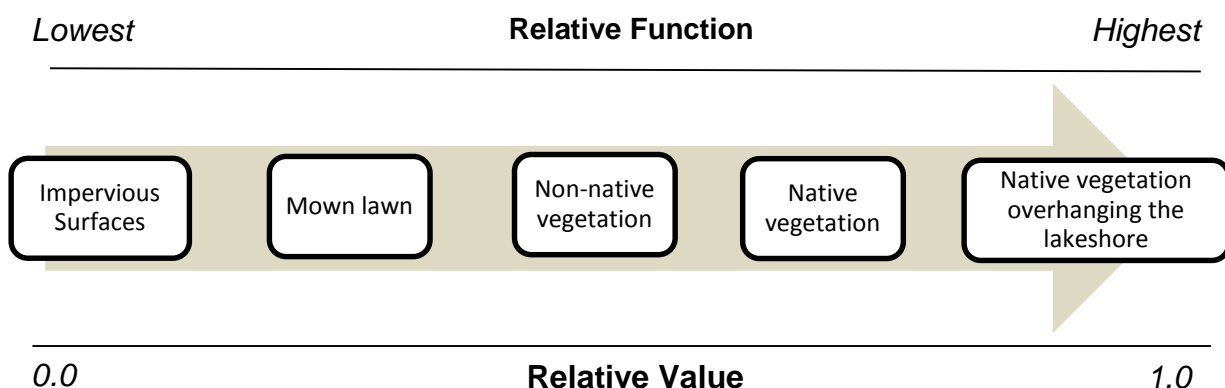 Lowest Relative Function Highest
Impervious
Surfaces
Mown lawn
Non-native
vegetation
Native
vegetation
Native vegetation
overhanging the
lakeshore
0.0 Relative Value 1.0